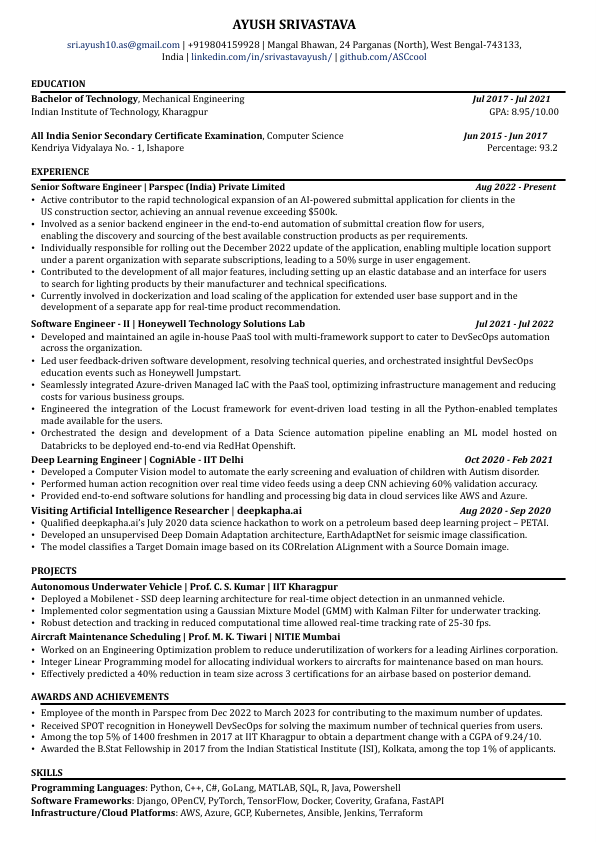 AYUSH SRIVASTAVA
sri.ayush10.as@gmail.com | +919804159928 | Mangal Bhawan, 24 Parganas (North), West Bengal-743133,
India | linkedin.com/in/srivastavayush/ | github.com/ASCcool
EDUCATION
Bachelor of Technology, Mechanical Engineering Jul 2017 - Jul 2021
Indian Institute of Technology, Kharagpur GPA: 8.95/10.00
All India Senior Secondary Certificate Examination, Computer Science Jun 2015 - Jun 2017
Kendriya Vidyalaya No. - 1, Ishapore Percentage: 93.2
EXPERIENCE
Senior Software Engineer | Parspec (India) Private Limited Aug 2022 - Present
• Active contributor to the rapid technological expansion of an AI-powered submittal application for clients in the
US construction sector, achieving an annual revenue exceeding $500k.
• Involved as a senior backend engineer in the end-to-end automation of submittal creation flow for users,
enabling the discovery and sourcing of the best available construction products as per requirements.
• Individually responsible for rolling out the December 2022 update of the application, enabling multiple location support
under a parent organization with separate subscriptions, leading to a 50% surge in user engagement.
• Contributed to the development of all major features, including setting up an elastic database and an interface for users
to search for lighting products by their manufacturer and technical specifications.
• Currently involved in dockerization and load scaling of the application for extended user base support and in the
development of a separate app for real-time product recommendation.
Software Engineer - II | Honeywell Technology Solutions Lab Jul 2021 - Jul 2022
• Developed and maintained an agile in-house PaaS tool with multi-framework support to cater to DevSecOps automation
across the organization.
• Led user feedback-driven software development, resolving technical queries, and orchestrated insightful DevSecOps
education events such as Honeywell Jumpstart.
• Seamlessly integrated Azure-driven Managed IaC with the PaaS tool, optimizing infrastructure management and reducing
costs for various business groups.
• Engineered the integration of the Locust framework for event-driven load testing in all the Python-enabled templates
made available for the users.
• Orchestrated the design and development of a Data Science automation pipeline enabling an ML model hosted on
Databricks to be deployed end-to-end via RedHat Openshift.
Deep Learning Engineer | CogniAble - IIT Delhi Oct 2020 - Feb 2021
• Developed a Computer Vision model to automate the early screening and evaluation of children with Autism disorder.
• Performed human action recognition over real time video feeds using a deep CNN achieving 60% validation accuracy.
• Provided end-to-end software solutions for handling and processing big data in cloud services like AWS and Azure.
Visiting Artificial Intelligence Researcher | deepkapha.ai Aug 2020 - Sep 2020
• Qualified deepkapha.ai's July 2020 data science hackathon to work on a petroleum based deep learning project – PETAI.
• Developed an unsupervised Deep Domain Adaptation architecture, EarthAdaptNet for seismic image classification.
• The model classifies a Target Domain image based on its CORrelation ALignment with a Source Domain image.
PROJECTS
Autonomous Underwater Vehicle | Prof. C. S. Kumar | IIT Kharagpur
• Deployed a Mobilenet - SSD deep learning architecture for real-time object detection in an unmanned vehicle.
• Implemented color segmentation using a Gaussian Mixture Model (GMM) with Kalman Filter for underwater tracking.
• Robust detection and tracking in reduced computational time allowed real-time tracking rate of 25-30 fps.
Aircraft Maintenance Scheduling | Prof. M. K. Tiwari | NITIE Mumbai
• Worked on an Engineering Optimization problem to reduce underutilization of workers for a leading Airlines corporation.
• Integer Linear Programming model for allocating individual workers to aircrafts for maintenance based on man hours.
• Effectively predicted a 40% reduction in team size across 3 certifications for an airbase based on posterior demand.
AWARDS AND ACHIEVEMENTS
• Employee of the month in Parspec from Dec 2022 to March 2023 for contributing to the maximum number of updates.
• Received SPOT recognition in Honeywell DevSecOps for solving the maximum number of technical queries from users.
• Among the top 5% of 1400 freshmen in 2017 at IIT Kharagpur to obtain a department change with a CGPA of 9.24/10.
• Awarded the B.Stat Fellowship in 2017 from the Indian Statistical Institute (ISI), Kolkata, among the top 1% of applicants.
SKILLS
Programming Languages: Python, C++, C#, GoLang, MATLAB, SQL, R, Java, Powershell
Software Frameworks: Django, OPenCV, PyTorch, TensorFlow, Docker, Coverity, Grafana, FastAPI
Infrastructure/Cloud Platforms: AWS, Azure, GCP, Kubernetes, Ansible, Jenkins, Terraform